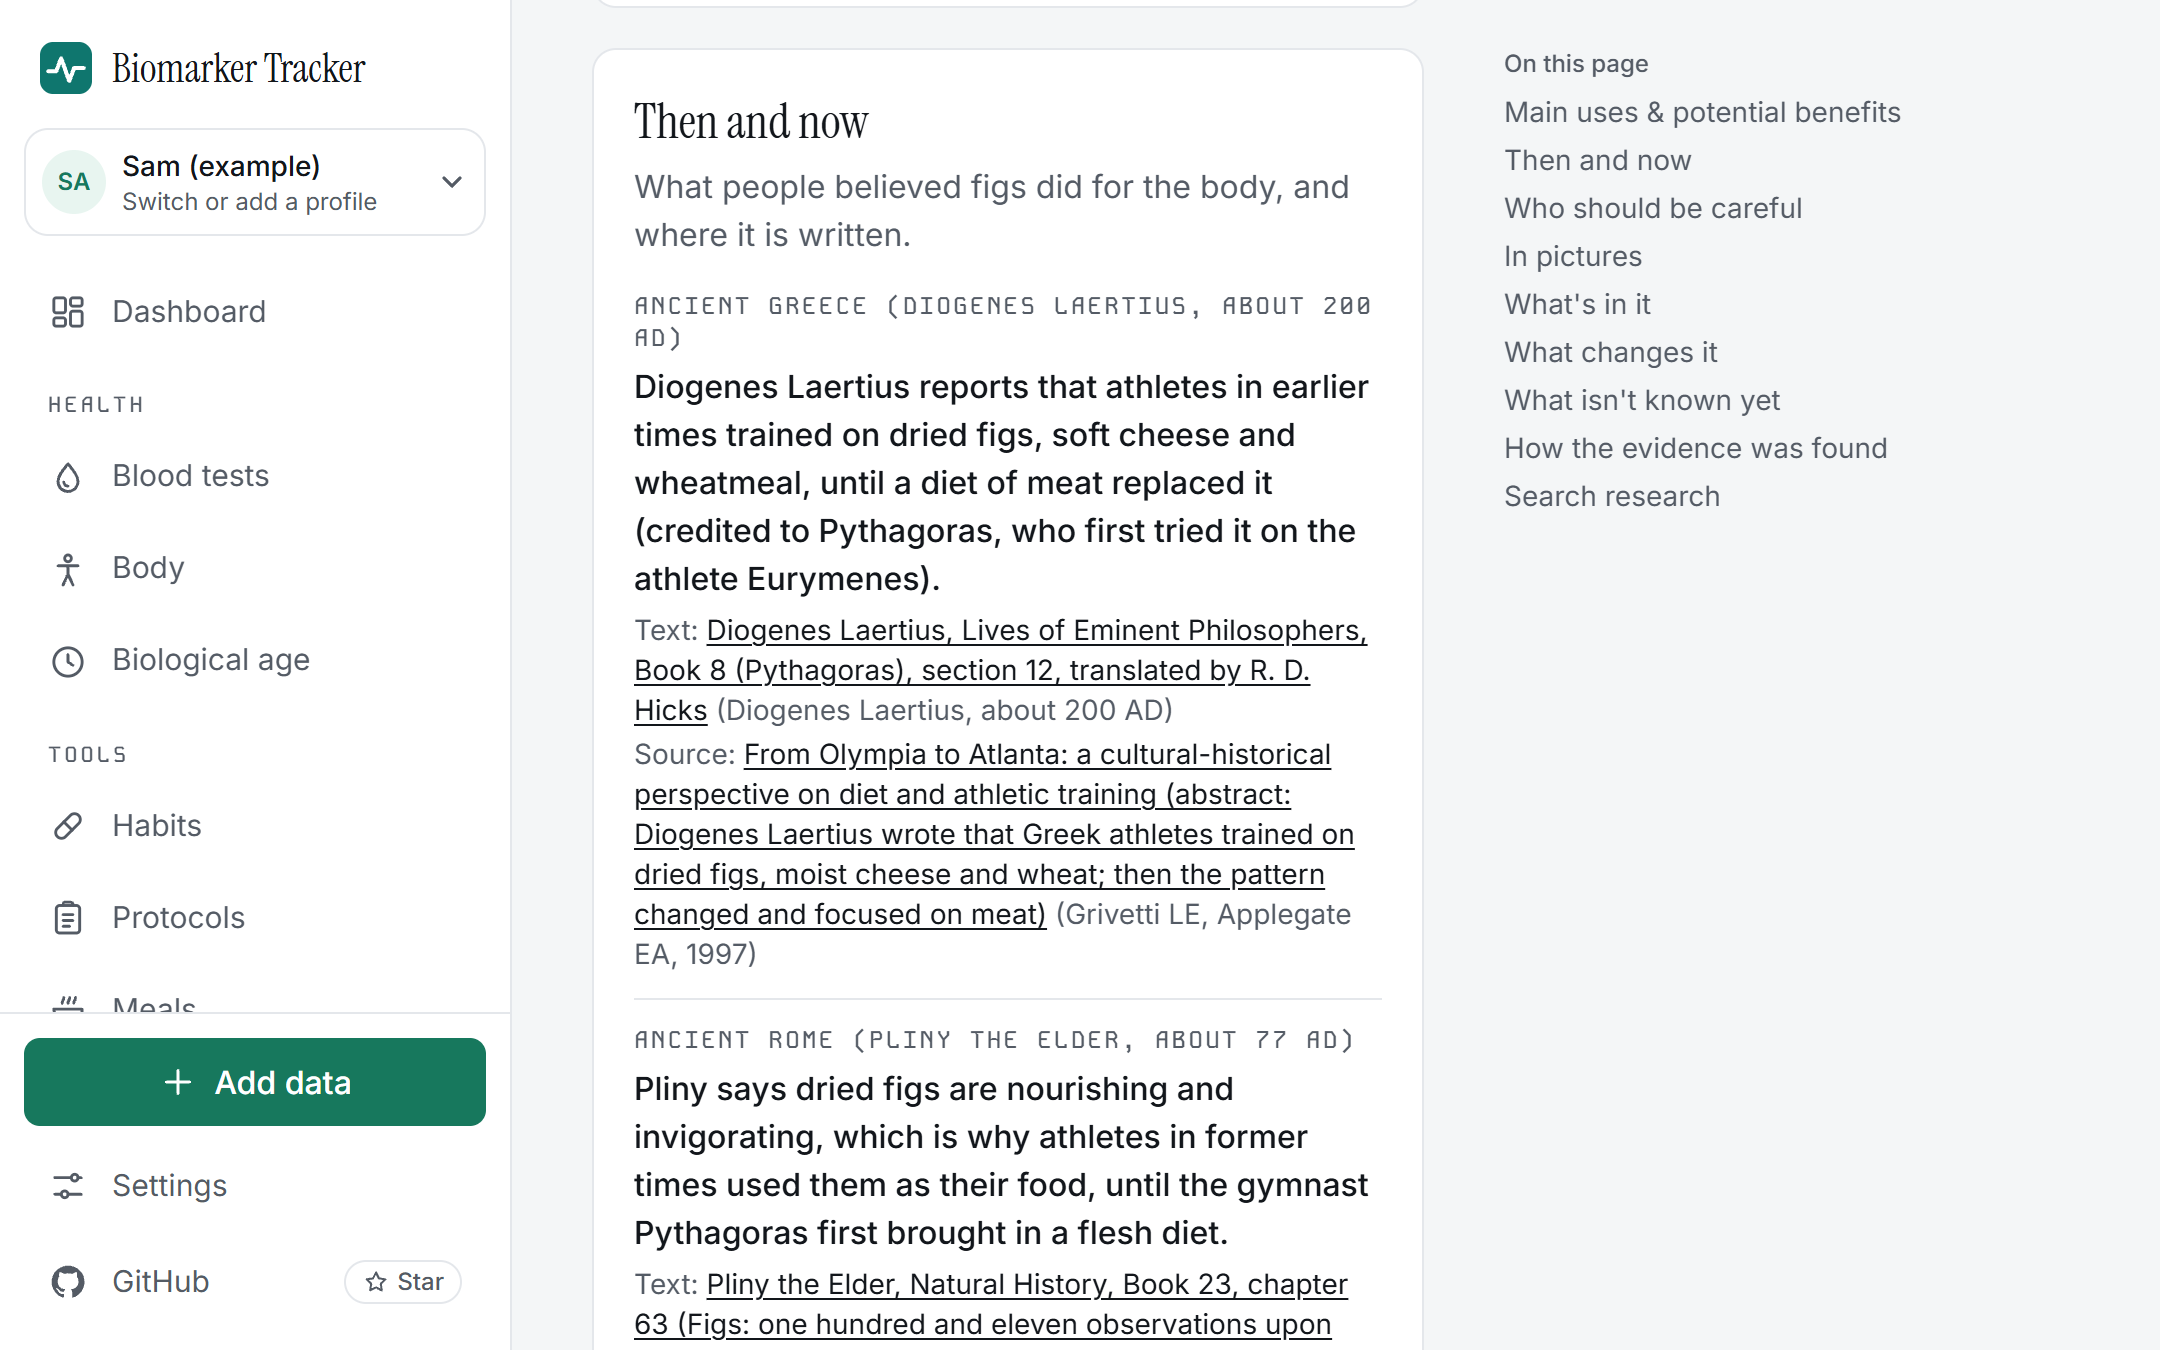 Biomarker Tracker
SA
Sam (example)
Switch or add a profile
Dashboard
HEALTH
Blood tests
Body
Biological age
TOOLS
Habits
Protocols
Meals
Add data
Settings
GitHub
Star
Then and now
What people believed figs did for the body, and
where it is written.
ANCIENT GREECE (DIOGENES LAERTIUS, ABOUT 200
AD)
Diogenes Laertius reports that athletes in earlier
times trained on dried figs, soft cheese and
wheatmeal, until a diet of meat replaced it
(credited to Pythagoras, who first tried it on the
athlete Eurymenes).
Text: Diogenes Laertius, Lives of Eminent Philosophers,
Book 8 (Pythagoras), section 12, translated by R. D.
Hicks (Diogenes Laertius, about 200 AD)
Source: From Olympia to Atlanta: a cultural-historical
perspective on diet and athletic training (abstract:
Diogenes Laertius wrote that Greek athletes trained on
dried figs, moist cheese and wheat; then the pattern
changed and focused on meat) (Grivetti LE, Applegate
EA, 1997)
ANCIENT ROME (PLINY THE ELDER, ABOUT 77 AD)
Pliny says dried figs are nourishing and
invigorating, which is why athletes in former
times used them as their food, until the gymnast
Pythagoras first brought in a flesh diet.
Text: Pliny the Elder, Natural History, Book 23, chapter
63 (Figs: one hundred and eleven observations upon
On this page
Main uses & potential benefits
Then and now
Who should be careful
In pictures
What's in it
What changes it
What isn't known yet
How the evidence was found
Search research